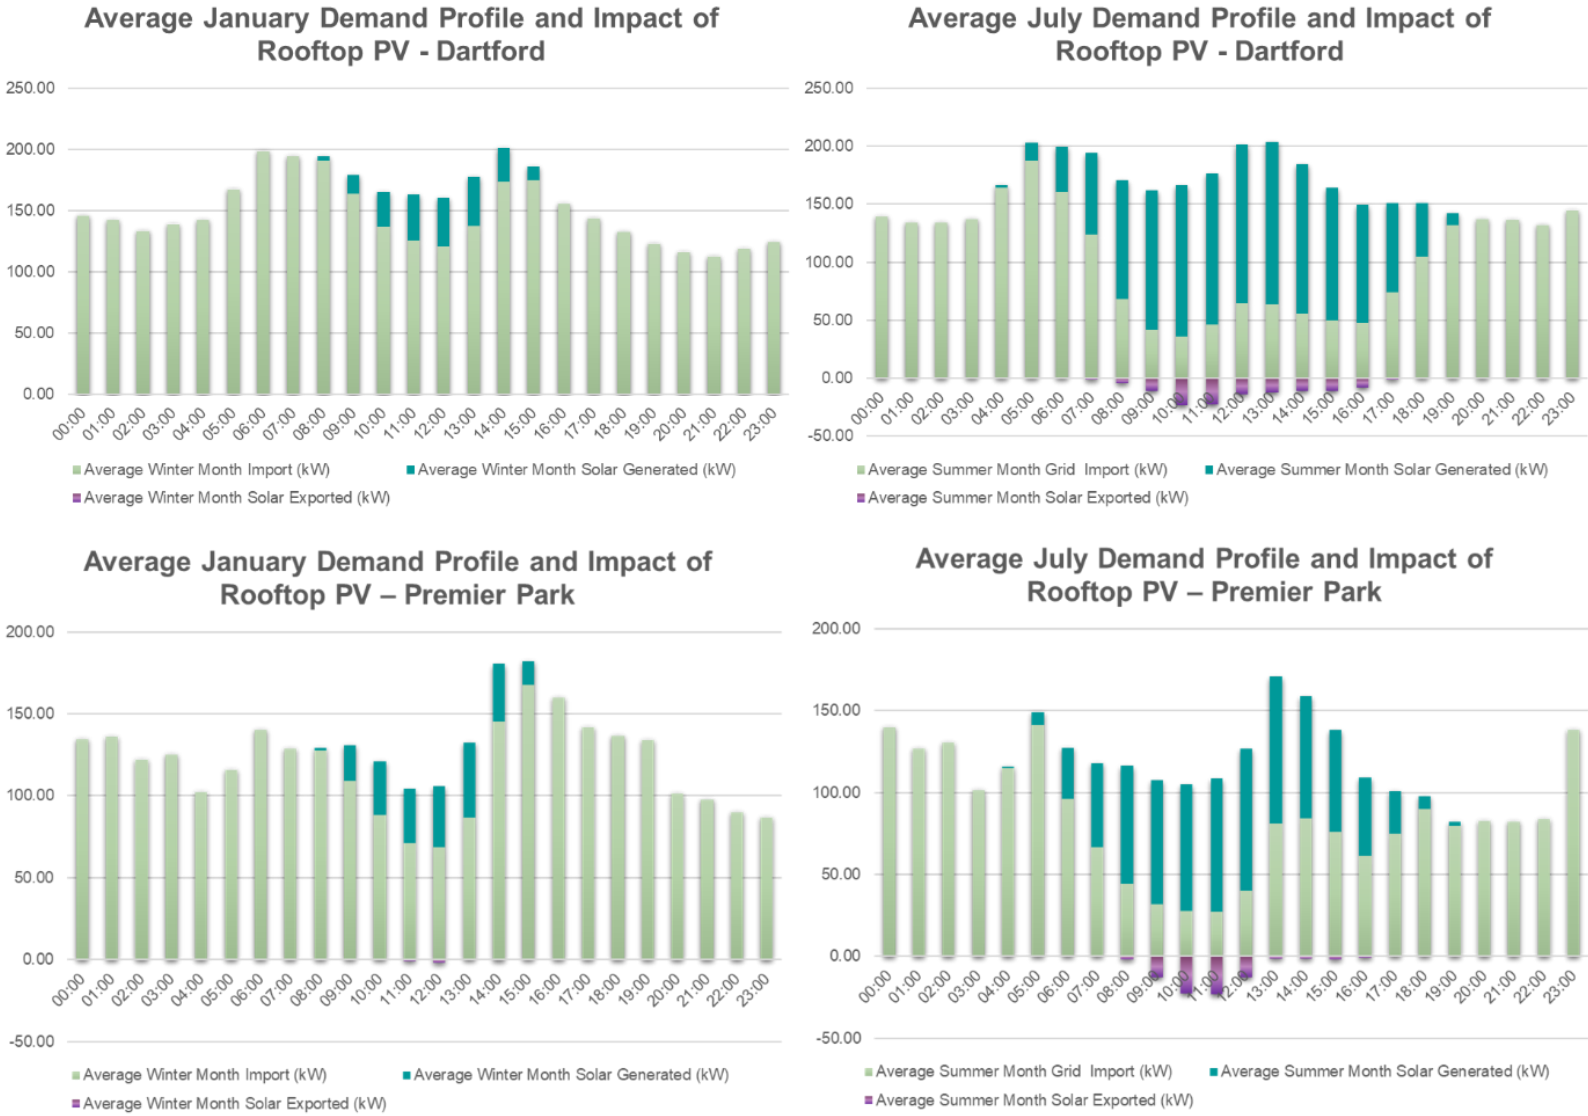 Average January Demand Profile and Impact of
Rooftop PV - Dartford
250.00
200.00
150.00
100.00
50.00
0.00
00:00 01:00 02:00 03:00 04:00 05:00 06:00 07:00 08:00 09:00 10:00 11:00 12:00 13:00 14:00 15:00 16:00 17:00 18:00 19:00 20:00 21:00 22:00 23:00
Average Winter Month Import (kW) Average Winter Month Solar Generated (kW)
Average Winter Month Solar Exported (kW)
Average July Demand Profile and Impact of
Rooftop PV - Dartford
250.00
200.00
150.00
100.00
50.00
0.00
-50.00
00:00 01:00 02:00 03:00 04:00 05:00 06:00 07:00 08:00 09:00 10:00 11:00 12:00 13:00 14:00 15:00 16:00 17:00 18:00 19:00 20:00 21:00 22:00 23:00
Average Summer Month Grid Import (kW) Average Summer Month Solar Generated (kW)
Average Summer Month Solar Exported (kW)
Average January Demand Profile and Impact of
Rooftop PV – Premier Park
200.00
150.00
100.00
50.00
0.00
-50.00
00:00 01:00 02:00 03:00 04:00 05:00 06:00 07:00 08:00 09:00 10:00 11:00 12:00 13:00 14:00 15:00 16:00 17:00 18:00 19:00 20:00 21:00 22:00 23:00
Average Winter Month Import (kW) Average Winter Month Solar Generated (kW)
Average Winter Month Solar Exported (kW)
Average July Demand Profile and Impact of
Rooftop PV – Premier Park
200.00
150.00
100.00
50.00
0.00
-50.00
00:00 01:00 02:00 03:00 04:00 05:00 06:00 07:00 08:00 09:00 10:00 11:00 12:00 13:00 14:00 15:00 16:00 17:00 18:00 19:00 20:00 21:00 22:00 23:00
Average Summer Month Grid Import (kW) Average Summer Month Solar Generated (kW)
Average Summer Month Solar Exported (kW)